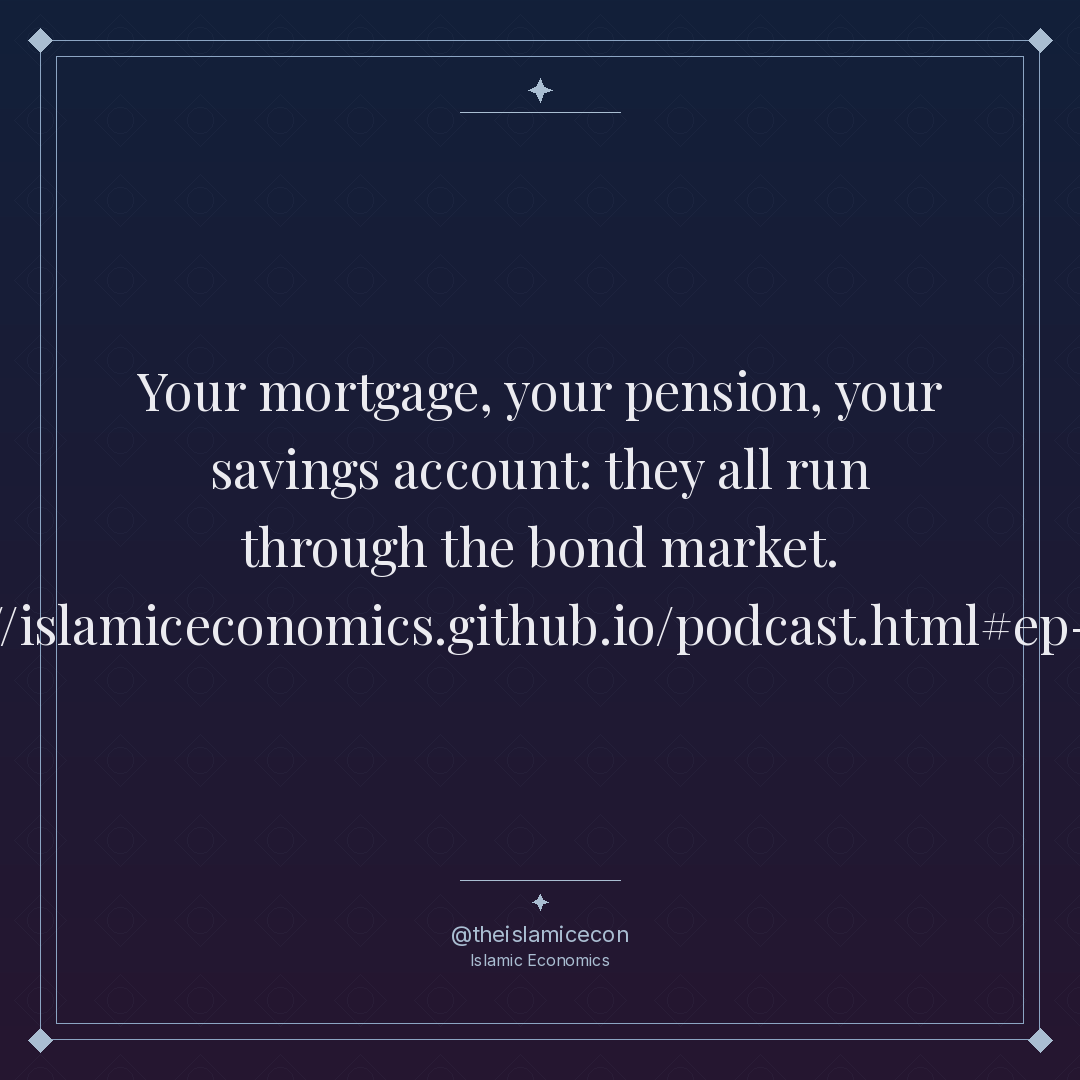 Your mortgage, your pension, your
savings account: they all run
through the bond market.
//islamiceconomics.github.io/podcast.html#ep-
@theislamicecon
Islamic Economics